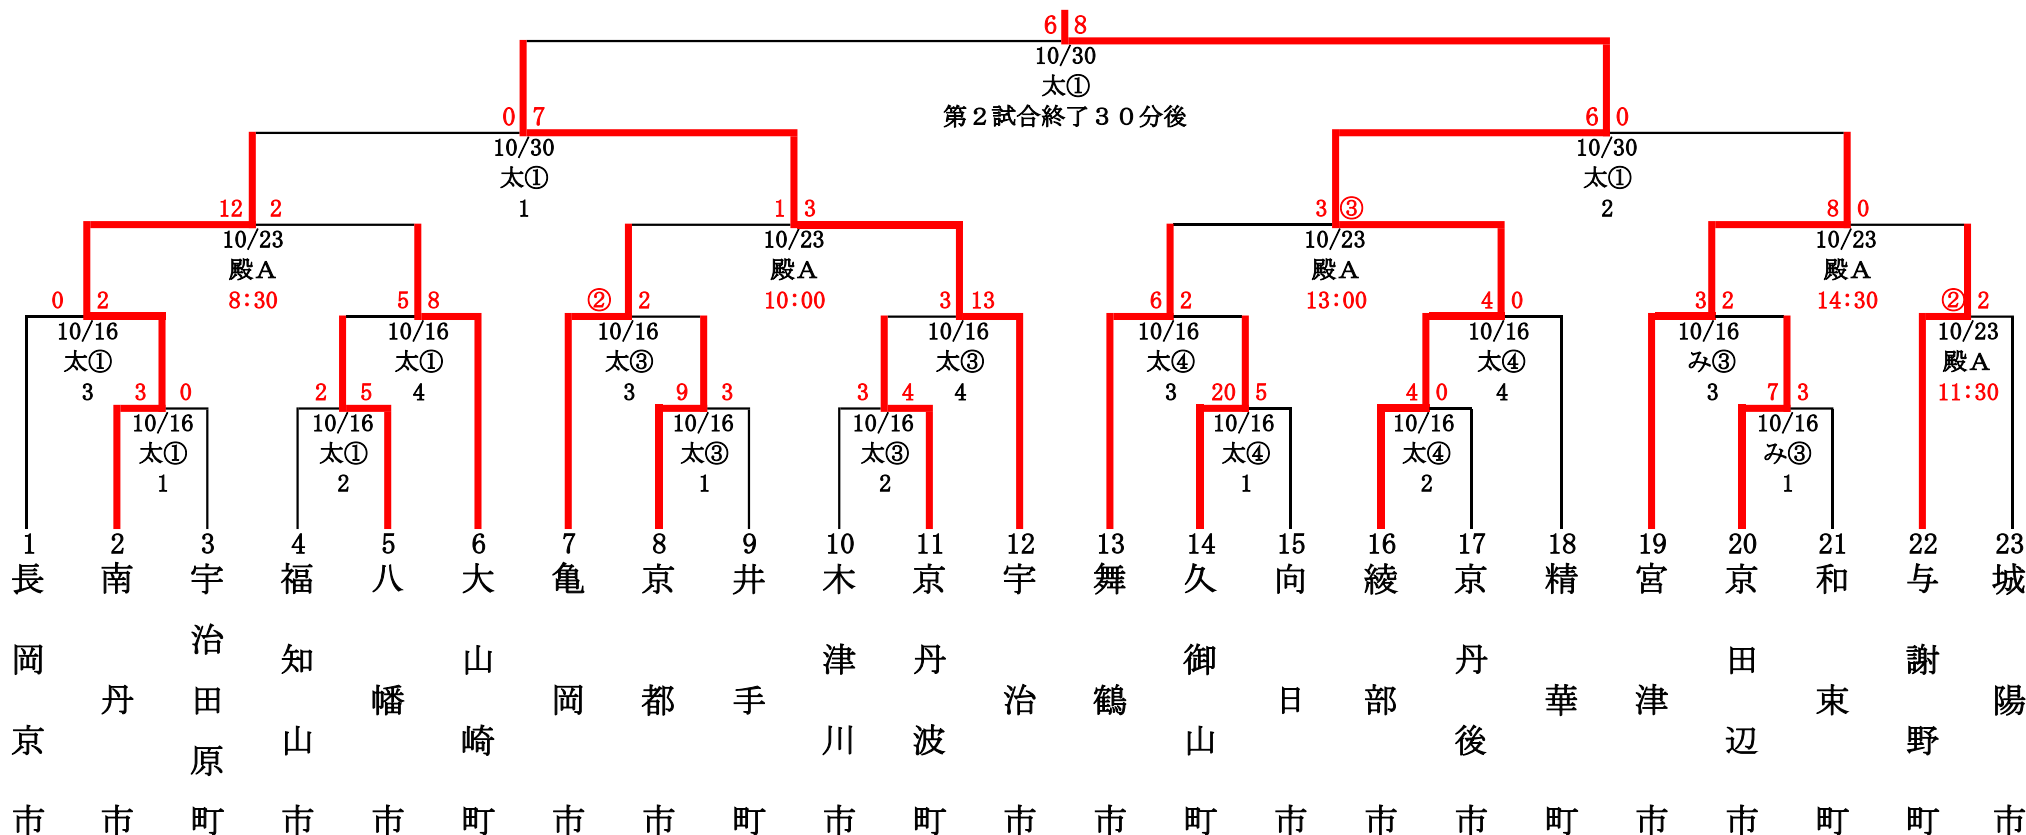 6 8
10/30
太①
第２試合終了３０分後
0 7
6 0
10/30
太①
1
10/30
太①
2
12 2
1 3
3 ③
8 0
10/23
殿Ａ
8:30
10/23
殿Ａ
10:00
10/23
殿Ａ
13:00
10/23
殿Ａ
14:30
0 2
5 8
② 2
3 13
6 2
4 0
3 2
② 2
10/16
太①
3
10/16
太①
4
10/16
太③
3
10/16
太③
4
10/16
太④
3
10/16
太④
4
10/16
み③
3
10/23
殿Ａ
11:30
3 0
2 5
9 3
3 4
20 5
4 0
7 3
10/16
太①
1
10/16
太①
2
10/16
太③
1
10/16
太③
2
10/16
太④
1
10/16
太④
2
10/16
み③
1
1
長岡京市
2
南丹市
3
宇治田原町
4
福知山市
5
八幡市
6
大山崎町
7
亀岡市
8
京都市
9
井手町
10
木津川市
11
京丹波町
12
宇治市
13
舞鶴市
14
久御山町
15
向日市
16
綾部市
17
京丹後市
18
精華町
19
宮津市
20
京田辺市
21
和東町
22
与謝野町
23
城陽市